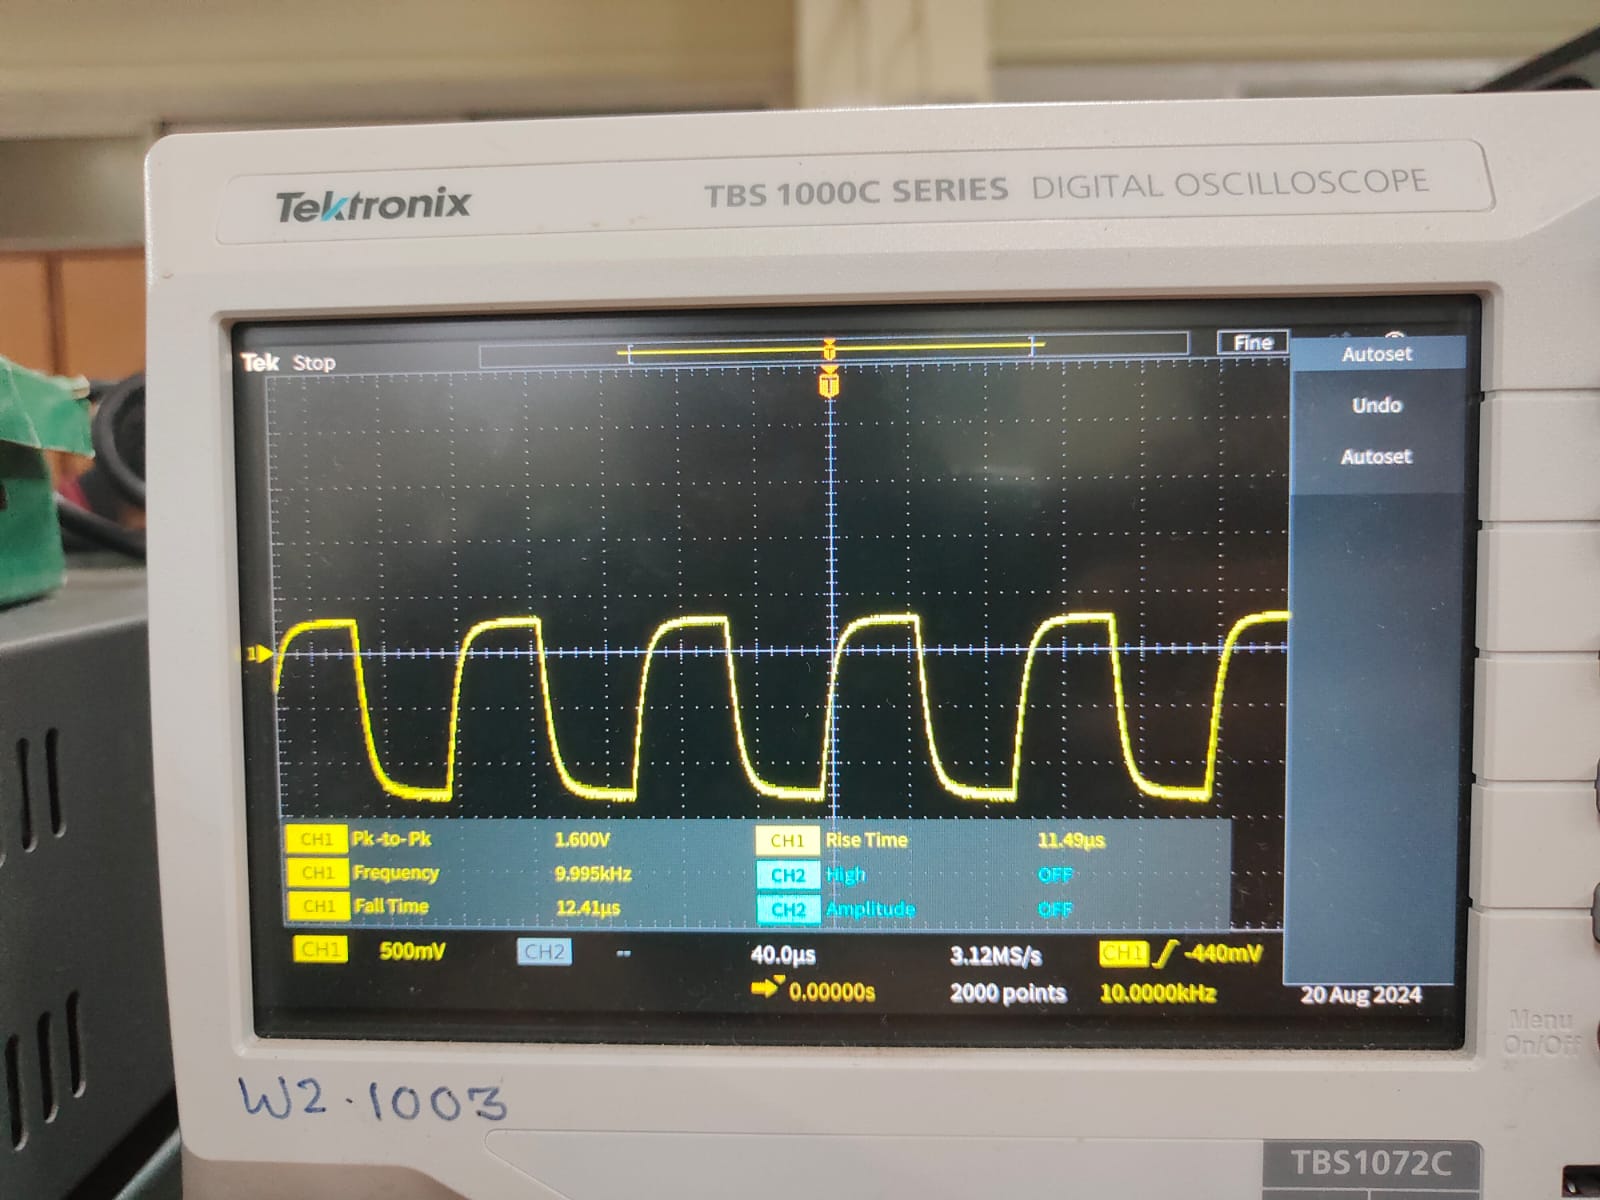 Tektronix
TBS 1000C SERIES DIGITAL OSCILLOSCOPE
Tek Stop
Fine
T
T
Autoset
Undo
Autoset
1
CH1 Pk-to-Pk 1.600V CH1 Rise Time 11.49µs
CH1 Frequency 9.995kHz CH2 High OFF
CH1 Fall Time 12.41µs CH2 Amplitude OFF
CH1 500mV CH2 -- 40.0µs 3.12MS/s CH1 -440mV
0.00000s 2000 points 10.0000kHz 20 Aug 2024
Menu
On/Off
W2.1003
TBS1072C